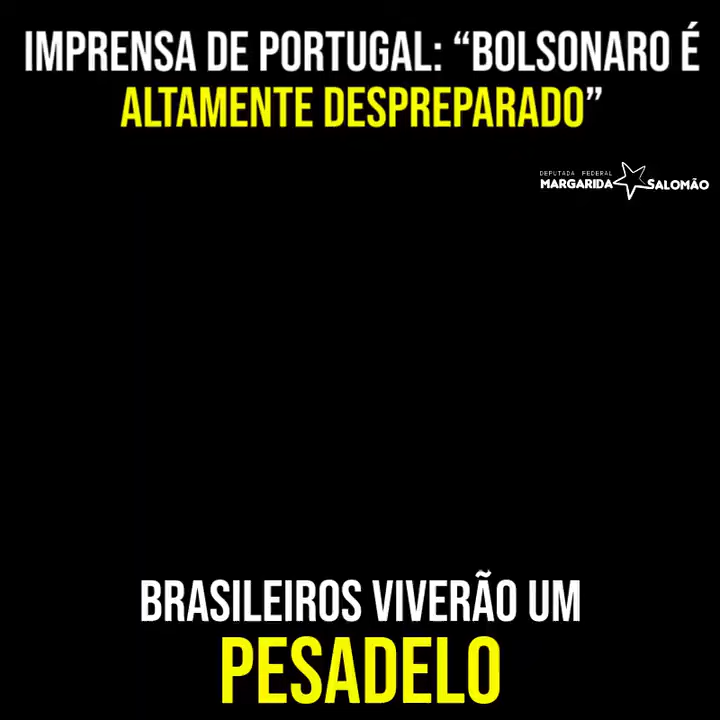 IMPRENSA DE PORTUGAL: “BOLSONARO É
ALTAMENTE DESPREPARADO”
DEPUTADA FEDERAL
MARGARIDA SALOMÃO
BRASILEIROS VIVERÃO UM
PESADELO